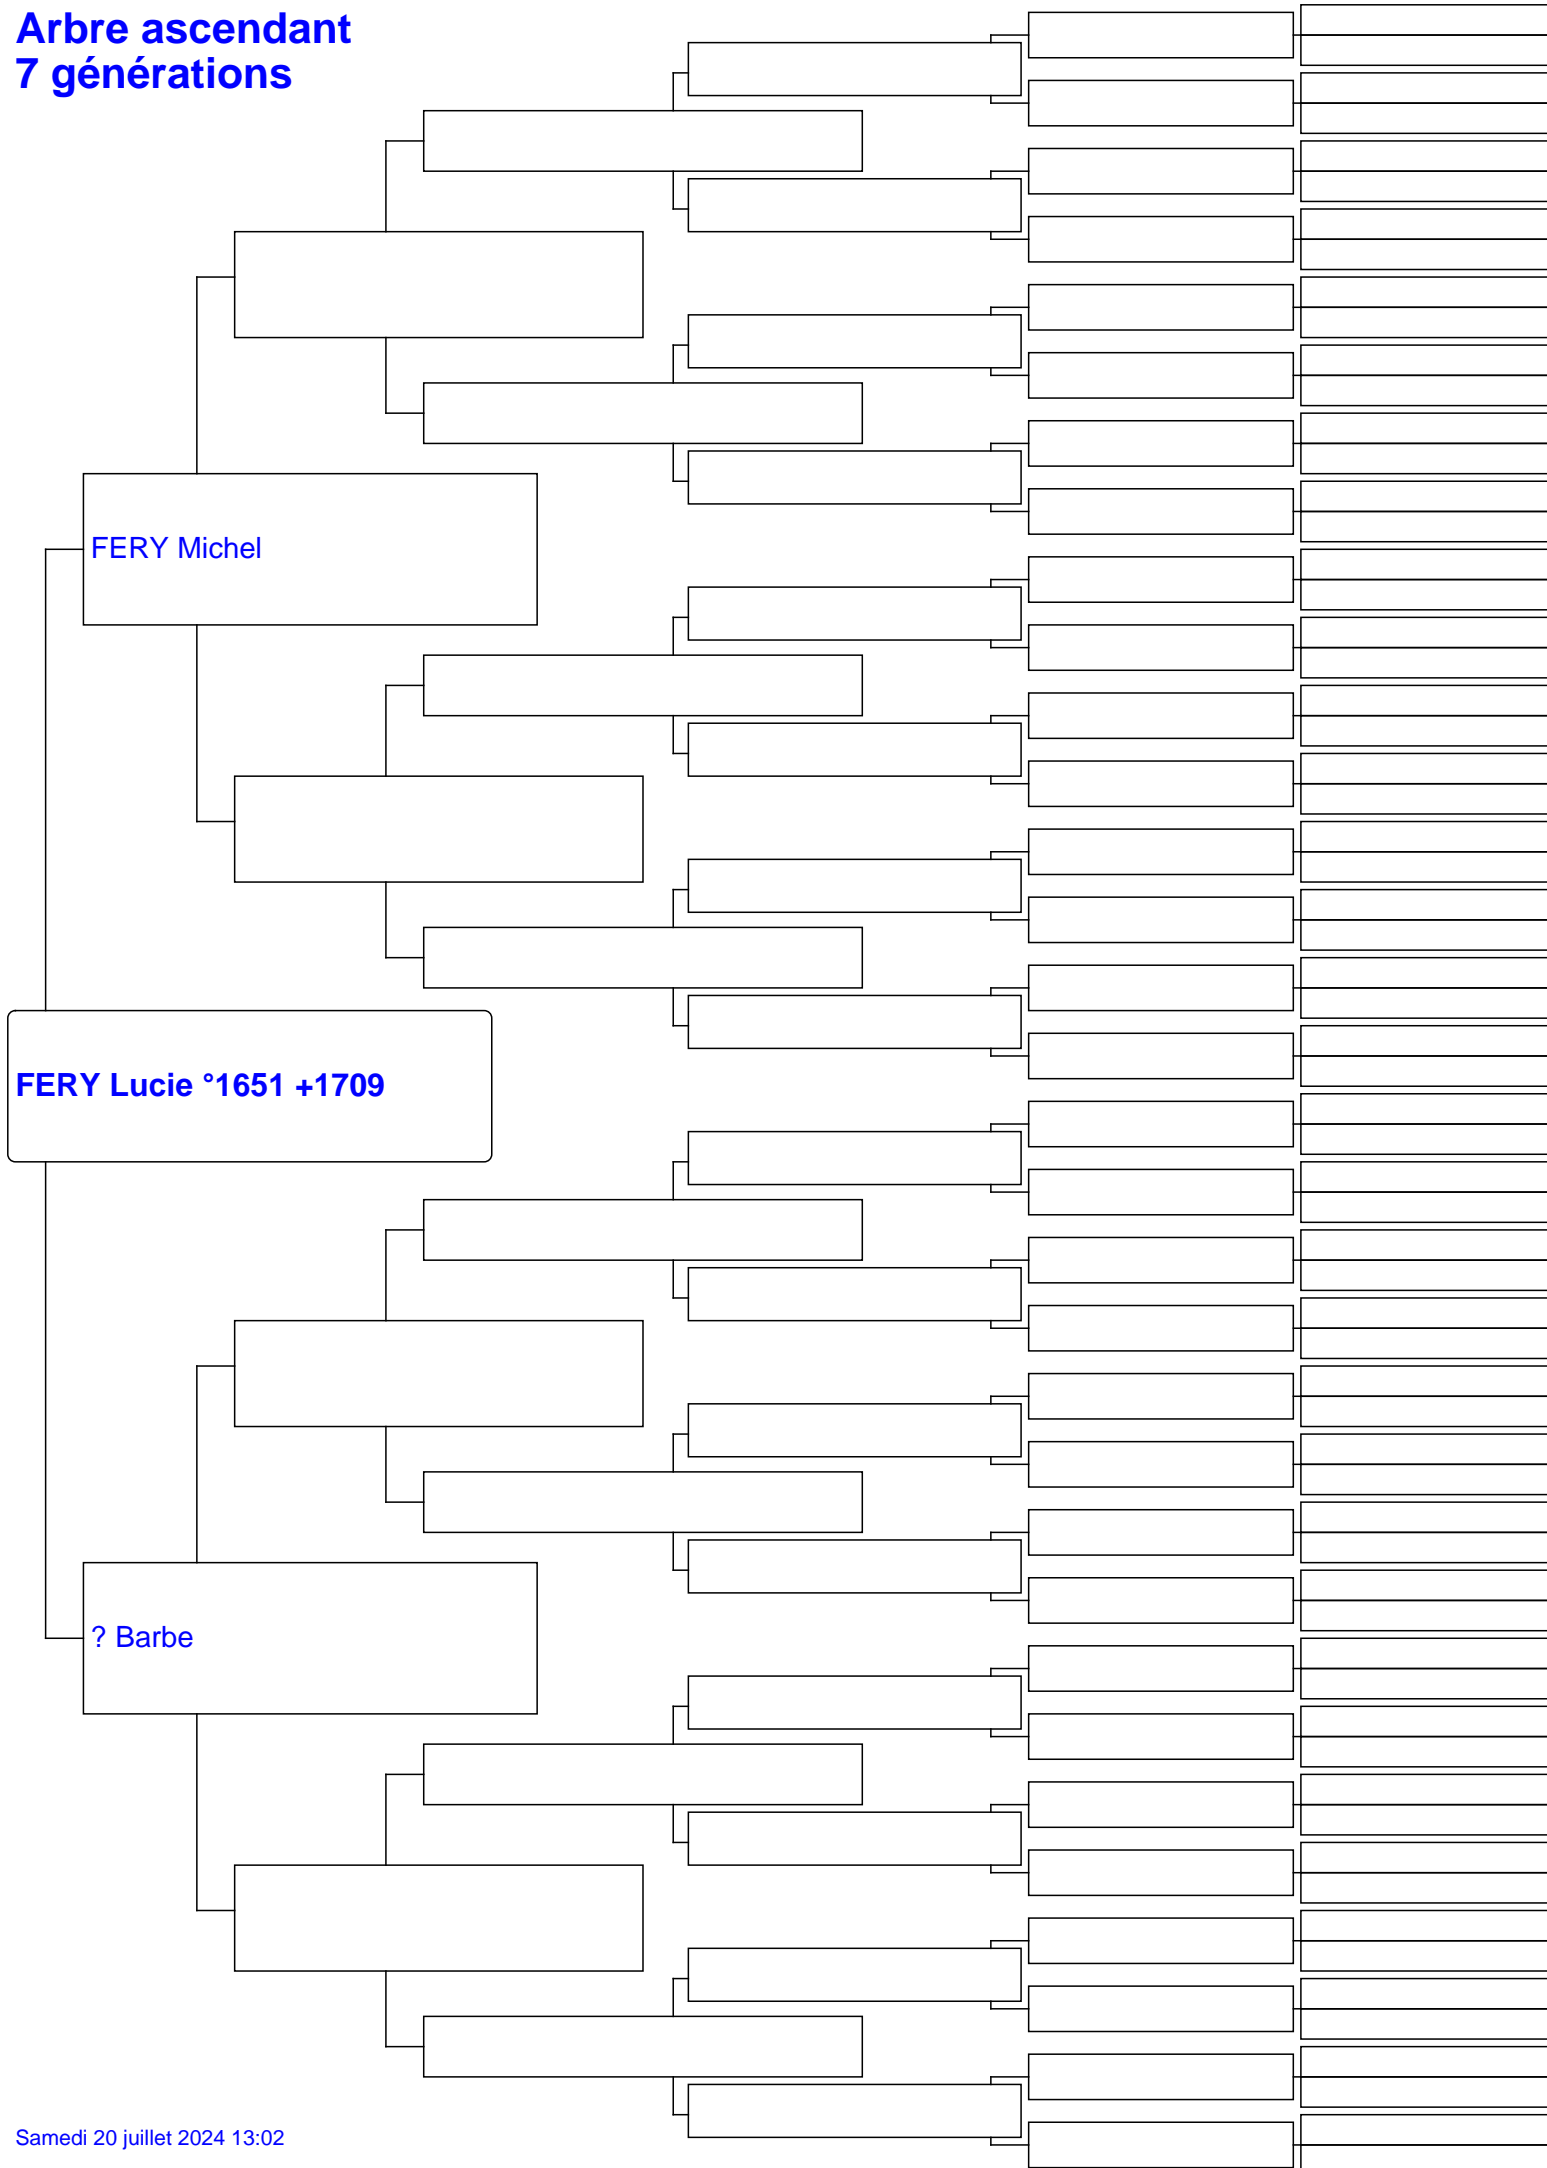 Arbre ascendant
7 générations
FERY Michel
FERY Lucie °1651 +1709
? Barbe
Samedi 20 juillet 2024 13:02